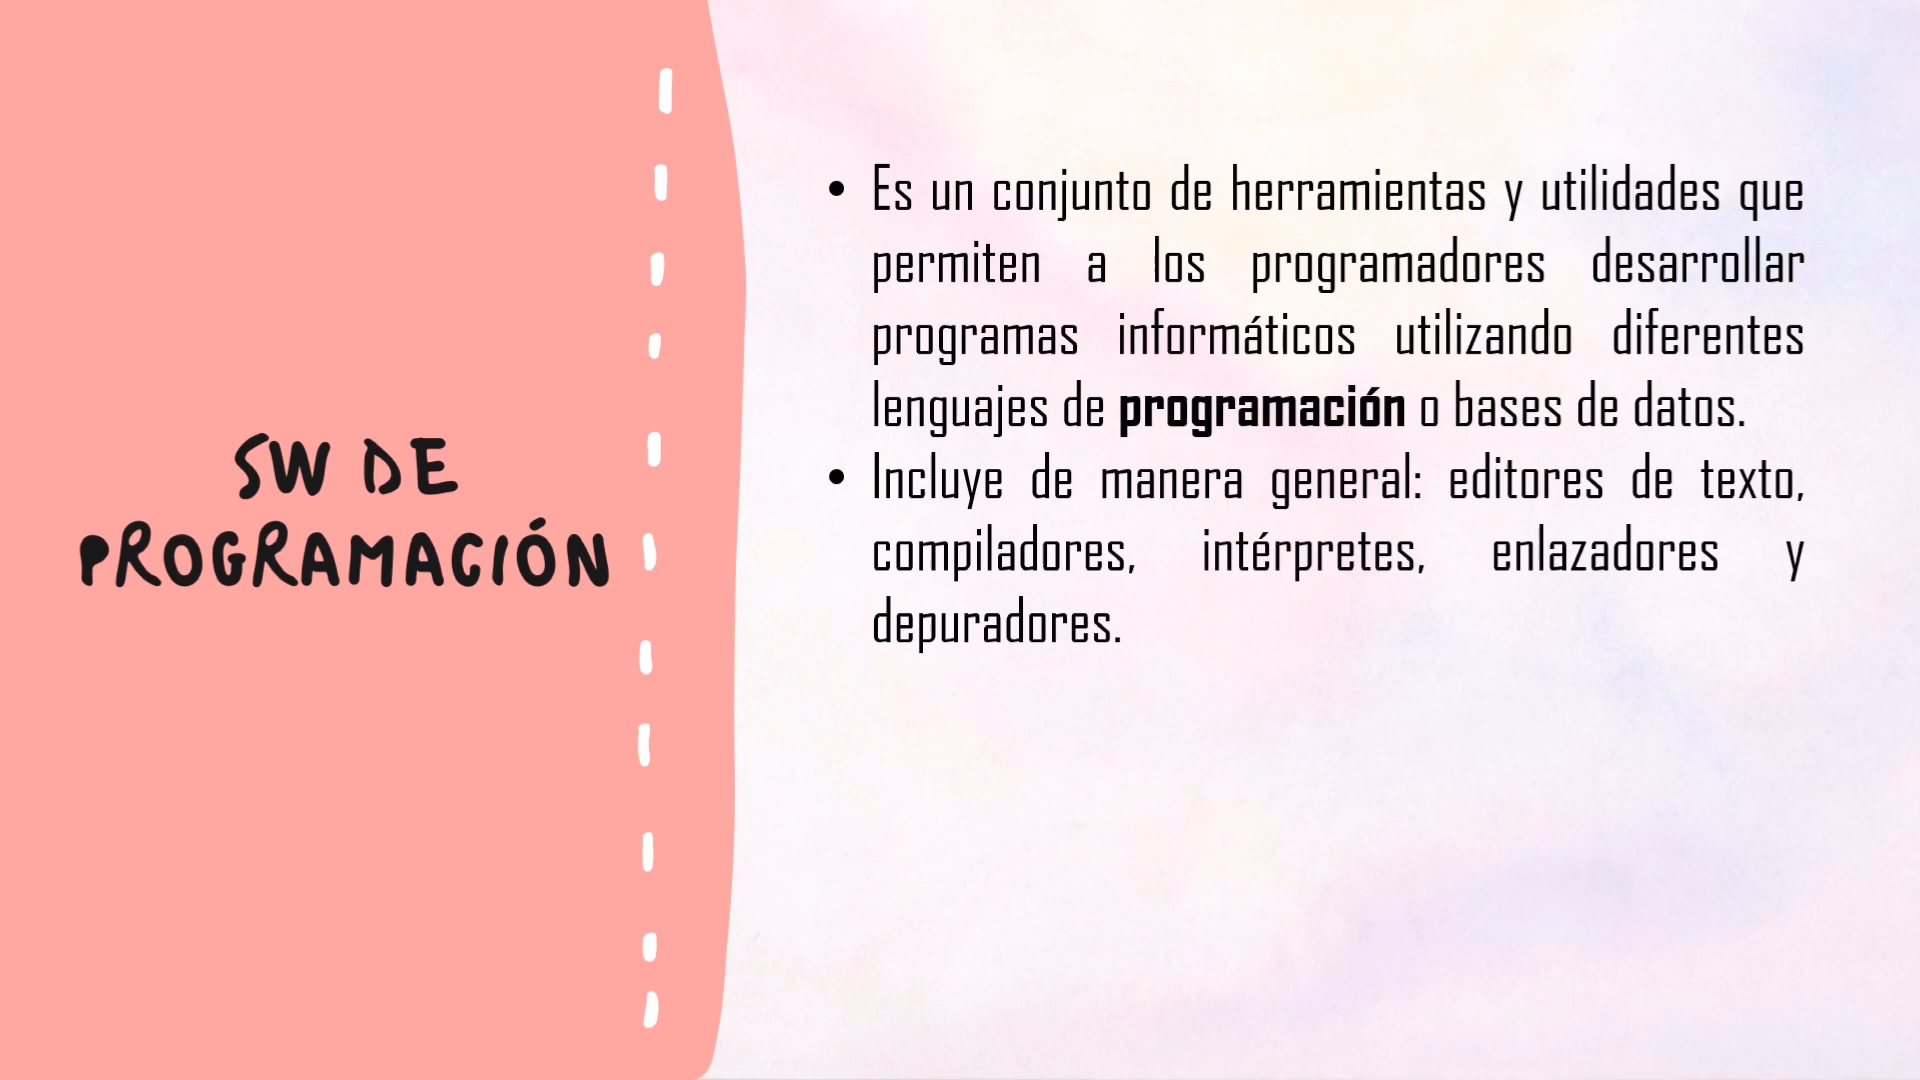 SW DE
PROGRAMACIÓN
• Es un conjunto de herramientas y utilidades que
permiten a los programadores desarrollar
programas informáticos utilizando diferentes
lenguajes de programación o bases de datos.
• Incluye de manera general: editores de texto,
compiladores, intérpretes, enlazadores y
depuradores.